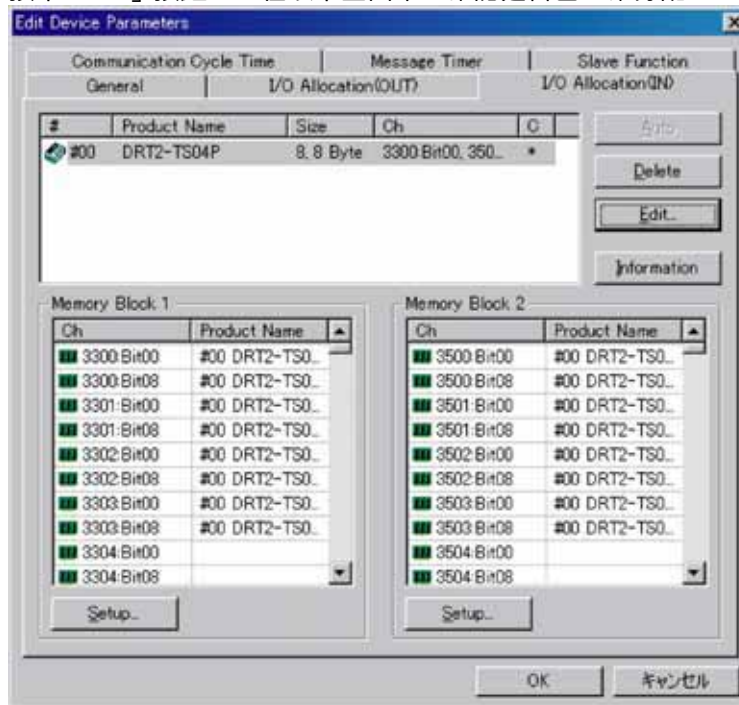 Edit Device Parameters
Communication Cycle Time Message Timer Slave Function
General I/O Allocation(OUT) I/O Allocation(IN)
# Product Name Size Ch C Auto
#00 DRT2-TS04P 8, 8 Byte 3300:Bit00, 350... *
Delete
Edit...
Information
Memory Block 1 Memory Block 2
Ch Product Name Ch Product Name
3300:Bit00 #00 DRT2-TS0... 3500:Bit00 #00 DRT2-TS0...
3300:Bit08 #00 DRT2-TS0... 3500:Bit08 #00 DRT2-TS0...
3301:Bit00 #00 DRT2-TS0... 3501:Bit00 #00 DRT2-TS0...
3301:Bit08 #00 DRT2-TS0... 3501:Bit08 #00 DRT2-TS0...
3302:Bit00 #00 DRT2-TS0... 3502:Bit00 #00 DRT2-TS0...
3302:Bit08 #00 DRT2-TS0... 3502:Bit08 #00 DRT2-TS0...
3303:Bit00 #00 DRT2-TS0... 3503:Bit00 #00 DRT2-TS0...
3303:Bit08 #00 DRT2-TS0... 3503:Bit08 #00 DRT2-TS0...
3304:Bit00 3504:Bit00
3304:Bit08 3504:Bit08
Setup... Setup...
OK キャンセル